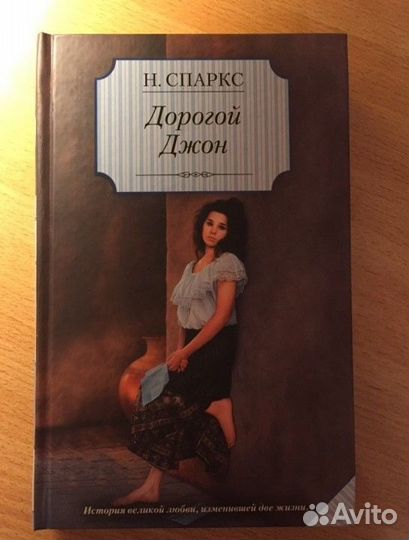 Н. СПАРКС
Дорогой
Джон
История великой любви, изменившей две жизни
Avito